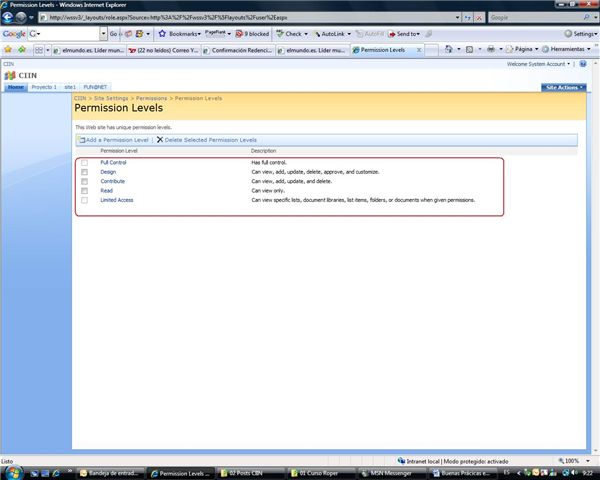 Permission Levels - Windows Internet Explorer
http://wssv3/_layouts/role.aspx?Source=http%3A%2F%2Fwssv3%2F%5Flayouts%2Fuser%2Easpx
Google
Google G Go Bookmarks PageRank 9 blocked Check AutoLink AutoFill Send to Settings
elmundo.es. Líder mu... (22 no leídos) Correo Y... Confirmación Redenci... elmundo.es. Líder mun... Permission Levels Página Herramientas
CIIN Welcome System Account
CIIN
Home Proyecto 1 site1 FUN@NET Site Actions
CIIN > Site Settings > Permissions > Permission Levels
Permission Levels
This Web site has unique permission levels.
Add a Permission Level | Delete Selected Permission Levels
Permission Level Description
Full Control Has full control.
Design Can view, add, update, delete, approve, and customize.
Contribute Can view, add, update, and delete.
Read Can view only.
Limited Access Can view specific lists, document libraries, list items, folders, or documents when given permissions.
Listo Intranet local | Modo protegido: activado 100%
Bandeja de entrad... Permission Levels ... 02 Posts CIIN 01 Curso Roper MSN Messenger Buenas Prácticas e... ES 9:22